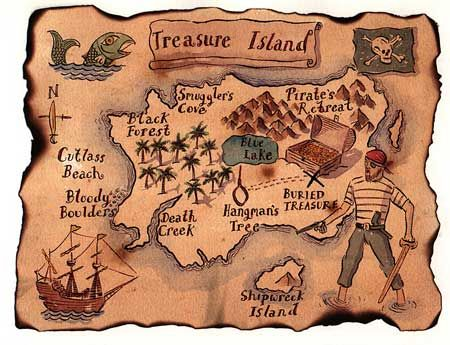 Treasure Island
N
Smuggler's
Cove
Pirate's
Retreat
Black
Forest
Blue
Lake
Cutlass
Beach
Bloody
Boulders
BURIED
TREASURE
Death
Creek
Hangman's
Tree
Shipwreck
Island